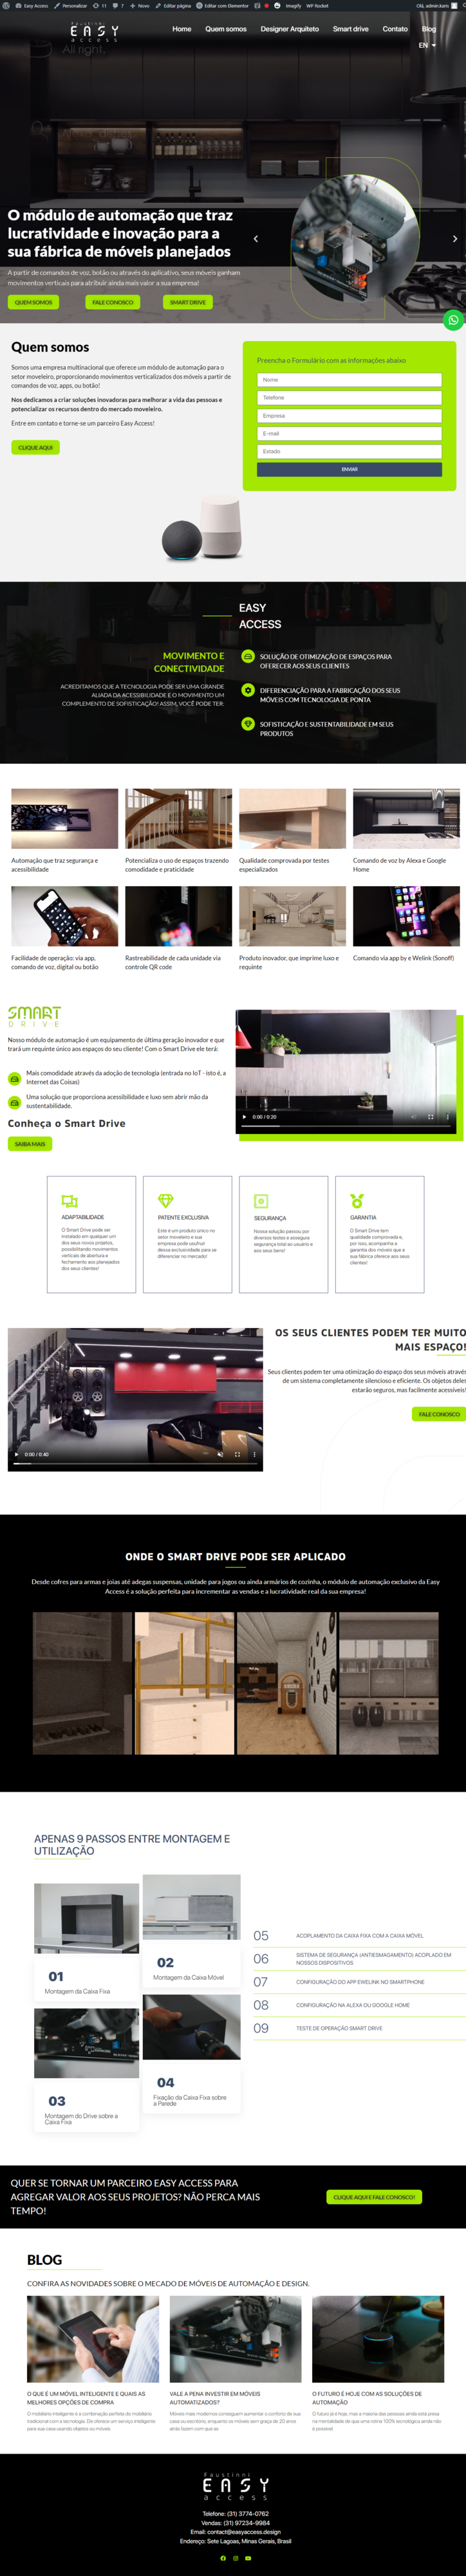 Easy Access Personalizar 11 7 Novo Editar página Editar com Elementor Imagify WP Rocket Olá, adminikaris
Faustinni
EASY
access
Home Quem somos Designer Arquiteto Smart drive Contato Blog
EN
All right.
O módulo de automação que traz
lucratividade e inovação para a
sua fábrica de móveis planejados
A partir de comandos de voz, botão ou através do aplicativo, seus móveis ganham
movimentos verticais para atribuir ainda mais valor a sua empresa!
QUEM SOMOS FALE CONOSCO SMART DRIVE
Quem somos
Somos uma empresa multinacional que oferece um módulo de automação para o
setor moveleiro, proporcionando movimentos verticalizados dos móveis a partir de
comandos de voz, apps, ou botão!
Nos dedicamos a criar soluções inovadoras para melhorar a vida das pessoas e
potencializar os recursos dentro do mercado moveleiro.
Entre em contato e torne-se um parceiro Easy Access!
CLIQUE AQUI
Preencha o Formulário com as informações abaixo
Nome
Telefone
Empresa
E-mail
Estado
ENVIAR
EASY
ACCESS
MOVIMENTO E
CONECTIVIDADE
ACREDITAMOS QUE A TECNOLOGIA PODE SER UMA GRANDE
ALIADA DA ACESSIBILIDADE E O MOVIMENTO UM
COMPLEMENTO DE SOFISTICAÇÃO! ASSIM, VOCÊ PODE TER:
SOLUÇÃO DE OTIMIZAÇÃO DE ESPAÇOS PARA
OFERECER AOS SEUS CLIENTES
DIFERENCIAÇÃO PARA A FABRICAÇÃO DOS SEUS
MÓVEIS COM TECNOLOGIA DE PONTA
SOFISTICAÇÃO E SUSTENTABILIDADE EM SEUS
PRODUTOS
Automação que traz segurança e
acessibilidade
Potencializa o uso de espaços trazendo
comodidade e praticidade
Qualidade comprovada por testes
especializados
Comando de voz by Alexa e Google
Home
Facilidade de operação: via app,
comando de voz, digital ou botão
Rastreabilidade de cada unidade via
controle QR code
Produto inovador, que imprime luxo e
requinte
Comando via app by e Welink (Sonoff)
SMART
DRIVE
Nosso módulo de automação é um equipamento de última geração inovador e que
trará um requinte único aos espaços do seu cliente! Com o Smart Drive ele terá:
Mais comodidade através da adoção de tecnologia (entrada no IoT - isto é, a
Internet das Coisas)
Uma solução que proporciona acessibilidade e luxo sem abrir mão da
sustentabilidade.
Conheça o Smart Drive
SAIBA MAIS
0:00 / 0:20
ADAPTABILIDADE
O Smart Drive pode ser
instalado em qualquer um
dos seus novos projetos,
possibilitando movimentos
verticais de abertura e
fechamento aos planejados
dos seus clientes!
PATENTE EXCLUSIVA
Este é um produto único no
setor moveleiro e sua
empresa pode usufruir
dessa exclusividade para se
diferenciar no mercado!
SEGURANÇA
Nossa solução passou por
diversos testes e assegura
segurança total ao usuário e
aos seus bens!
GARANTIA
O Smart Drive tem
qualidade comprovada e,
por isso, acompanha a
garantia dos móveis que a
sua fábrica oferece aos seus
clientes!
OS SEUS CLIENTES PODEM TER MUITO
MAIS ESPAÇO!
Seus clientes podem ter uma otimização do espaço dos seus móveis através
de um sistema completamente silencioso e eficiente. Os objetos deles
estarão seguros, mas facilmente acessíveis!
FALE CONOSCO
0:00 / 0:40
ONDE O SMART DRIVE PODE SER APLICADO
Desde cofres para armas e joias até adegas suspensas, unidade para jogos ou ainda armários de cozinha, o módulo de automação exclusivo da Easy
Access é a solução perfeita para incrementar as vendas e a lucratividade real da sua empresa!
APENAS 9 PASSOS ENTRE MONTAGEM E
UTILIZAÇÃO
01
Montagem da Caixa Fixa
02
Montagem da Caixa Móvel
03
Montagem do Drive sobre a
Caixa Fixa
04
Fixação da Caixa Fixa sobre
a Parede
05 ACOPLAMENTO DA CAIXA FIXA COM A CAIXA MÓVEL
06 SISTEMA DE SEGURANÇA (ANTIESMAGAMENTO) ACOPLADO EM
NOSSOS DISPOSITIVOS
07 CONFIGURAÇÃO DO APP EWELINK NO SMARTPHONE
08 CONFIGURAÇÃO NA ALEXA OU GOOGLE HOME
09 TESTE DE OPERAÇÃO SMART DRIVE
QUER SE TORNAR UM PARCEIRO EASY ACCESS PARA
AGREGAR VALOR AOS SEUS PROJETOS? NÃO PERCA MAIS
TEMPO!
CLIQUE AQUI E FALE CONOSCO!
BLOG
CONFIRA AS NOVIDADES SOBRE O MECADO DE MÓVEIS DE AUTOMAÇÃO E DESIGN.
O QUE É UM MÓVEL INTELIGENTE E QUAIS AS
MELHORES OPÇÕES DE COMPRA
O mobiliário inteligente é a combinação perfeita do mobiliário
tradicional com a tecnologia. Ele oferece um serviço inteligente
para sua casa usando objetos ou móveis
VALE A PENA INVESTIR EM MÓVEIS
AUTOMATIZADOS?
Móveis mais modernos conseguem aumentar o conforto de sua
casa ou escritório, enquanto os móveis sem graça de 20 anos
atrás fazem com que as
O FUTURO É HOJE COM AS SOLUÇÕES DE
AUTOMAÇÃO
O futuro já é hoje, mas a maioria das pessoas ainda está presa
na mentalidade de que uma rotina 100% tecnológica ainda não
é possível.
Faustinni
EASY
access
Telefone: (31) 3774-0762
Vendas: (31) 97234-9984
Email: contact@easyaccess.design
Endereço: Sete Lagoas, Minas Gerais, Brasil